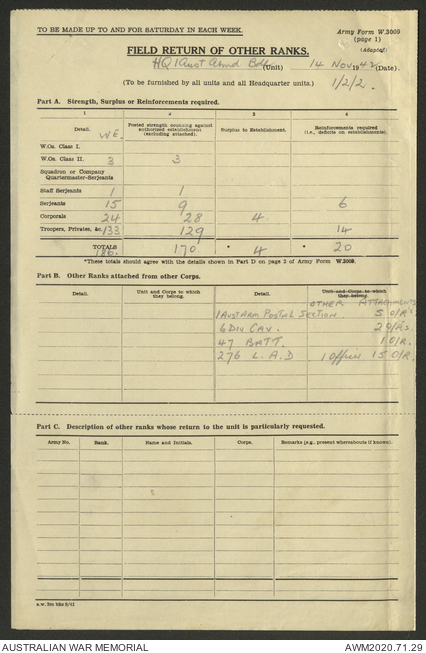 TO BE MADE UP TO AND FOR SATURDAY IN EACH WEEK.
Army Form W.3009
(page 1)
(Adapted)
FIELD RETURN OF OTHER RANKS.
HQ 1 Aust Armd Bde (Unit) 14 Nov 1942 (Date).
(To be furnished by all units and all Headquarter units.) 1/2/2.
Part A. Strength, Surplus or Reinforcements required.
1 2 3 4
Detail. WE. Posted strength counting against authorized establishment (excluding attached). Surplus to Establishment. Reinforcements required (i.e., deficits on establishments).
W.Os. Class I.
W.Os. Class II. 3 3
Squadron or Company Quartermaster-Serjeants
Staff Serjeants 1 1
Serjeants 15 9 6
Corporals 24 28 4
Troopers, Privates, &c. 133 129 14
TOTALS 186. 170 * 4 * 20
*These totals should agree with the details shown in Part D on page 2 of Army Form W.3009.
Part B. Other Ranks attached from other Corps.
Detail. Unit and Corps to which they belong. Detail. Unit and Corps to which they belong.
OTHER ATTACHMENTS
1 Aust Arm Postal Section. 5 O/R's
6 Div Cav. 2 O/R's.
47 BATT. 1 O/R.
276 L.A.D 1 Officer 15 O/R.
Part C. Description of other ranks whose return to the unit is particularly requested.
Army No. Rank. Name and Initials. Corps. Remarks (e.g., present whereabouts if known).
AUSTRALIAN WAR MEMORIAL AWM2020.71.29